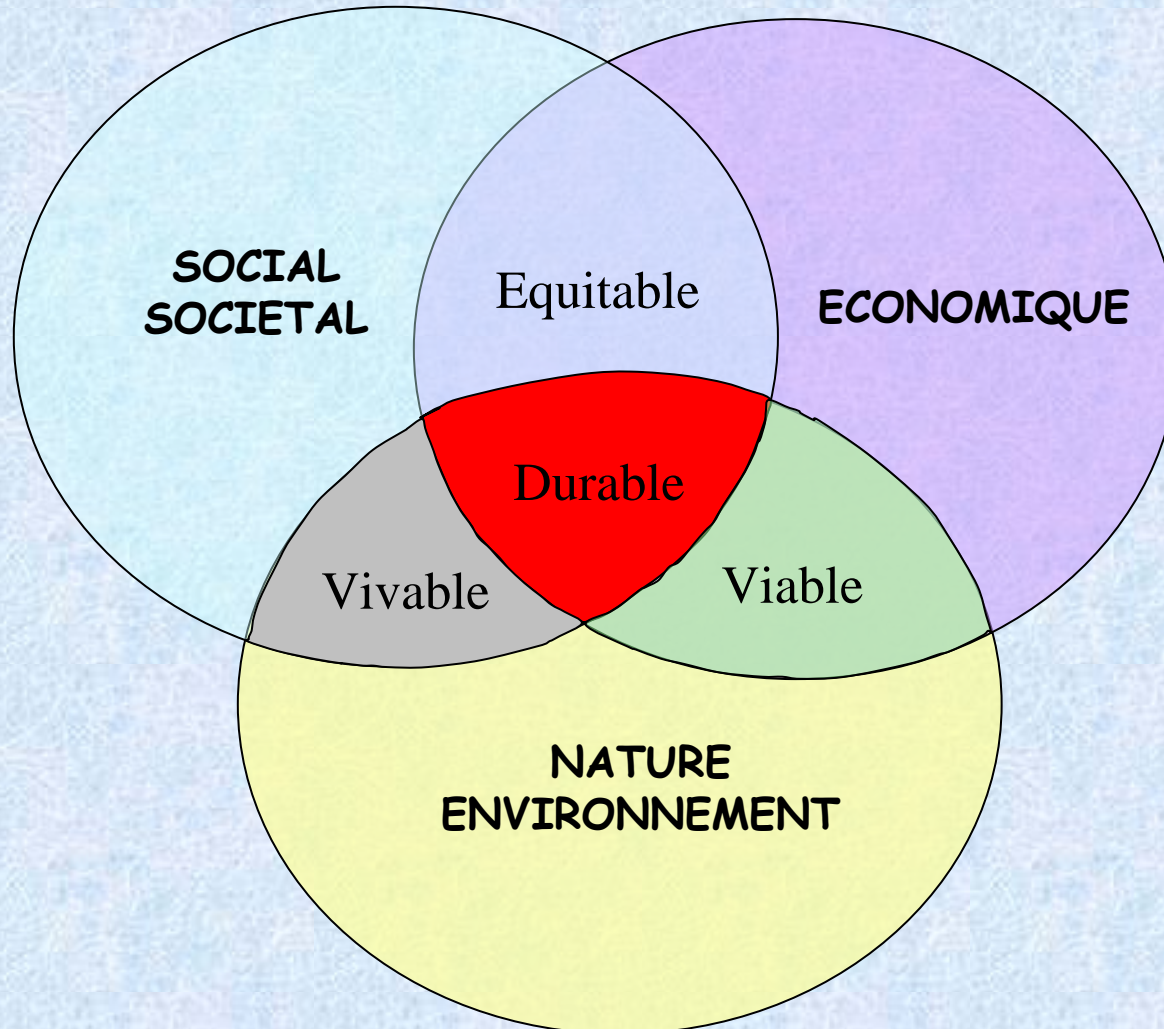 SOCIAL
SOCIETAL
Equitable
ECONOMIQUE
Durable
Vivable
Viable
NATURE
ENVIRONNEMENT